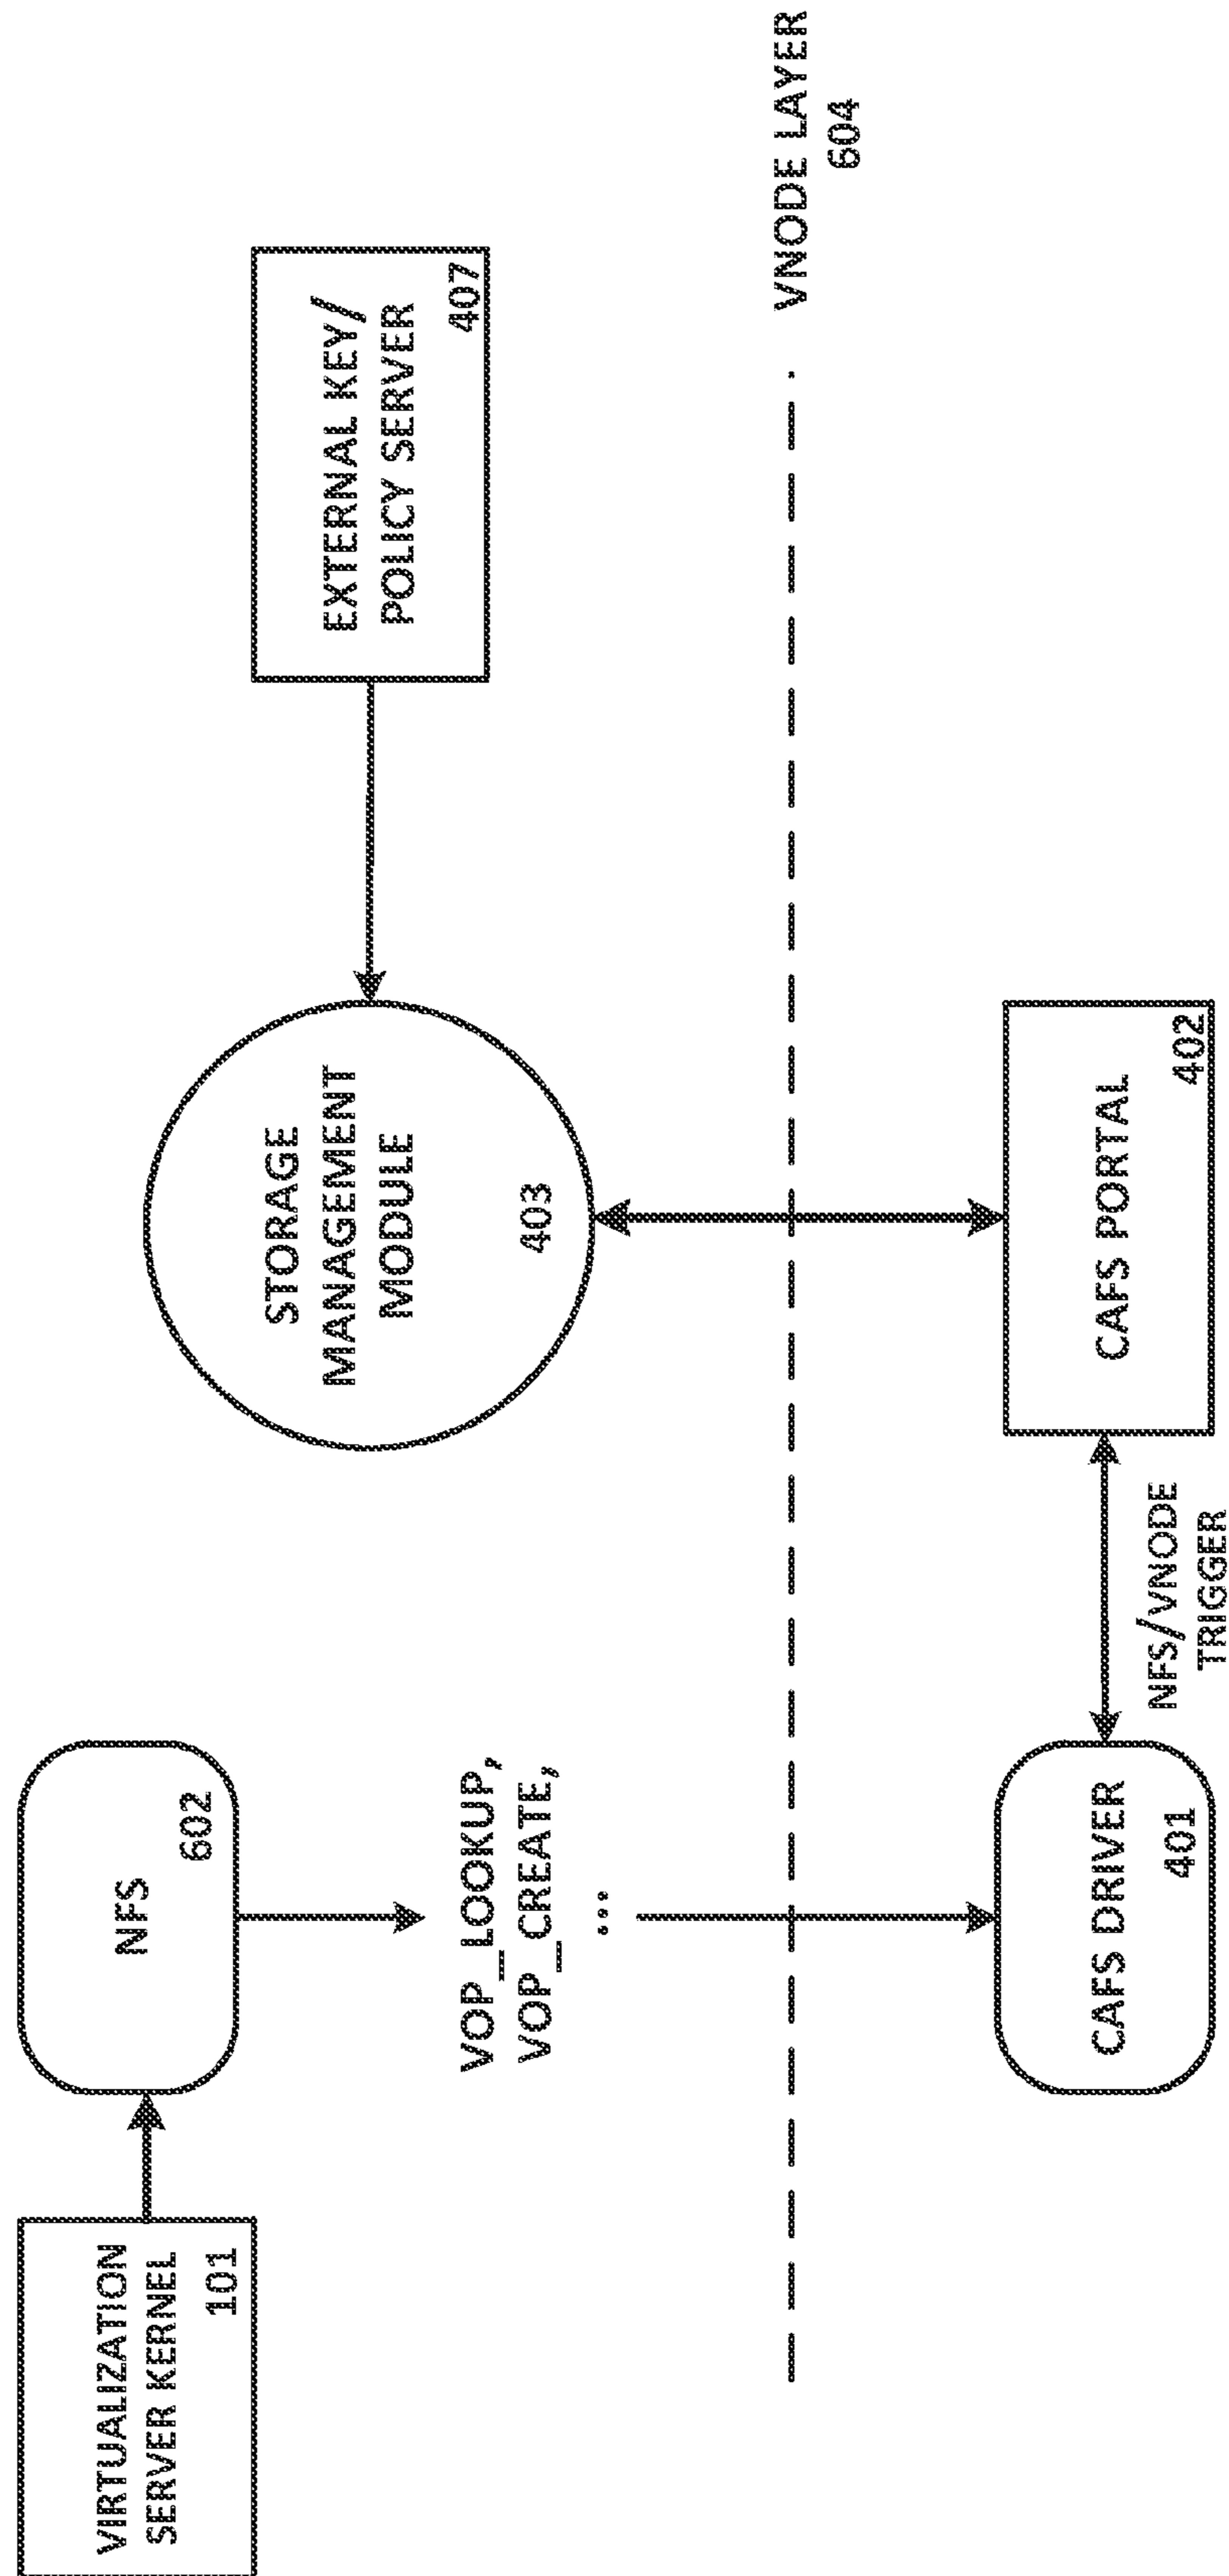 VIRTUALIZATION
SERVER KERNEL
101
NFS
602
VOP_LOOKUP,
VOP_CREATE,
...
STORAGE
MANAGEMENT
MODULE
403
EXTERNAL KEY/
POLICY SERVER
407
VNODE LAYER
604
CAFS DRIVER
401
NFS/VNODE
TRIGGER
CAFS PORTAL
402